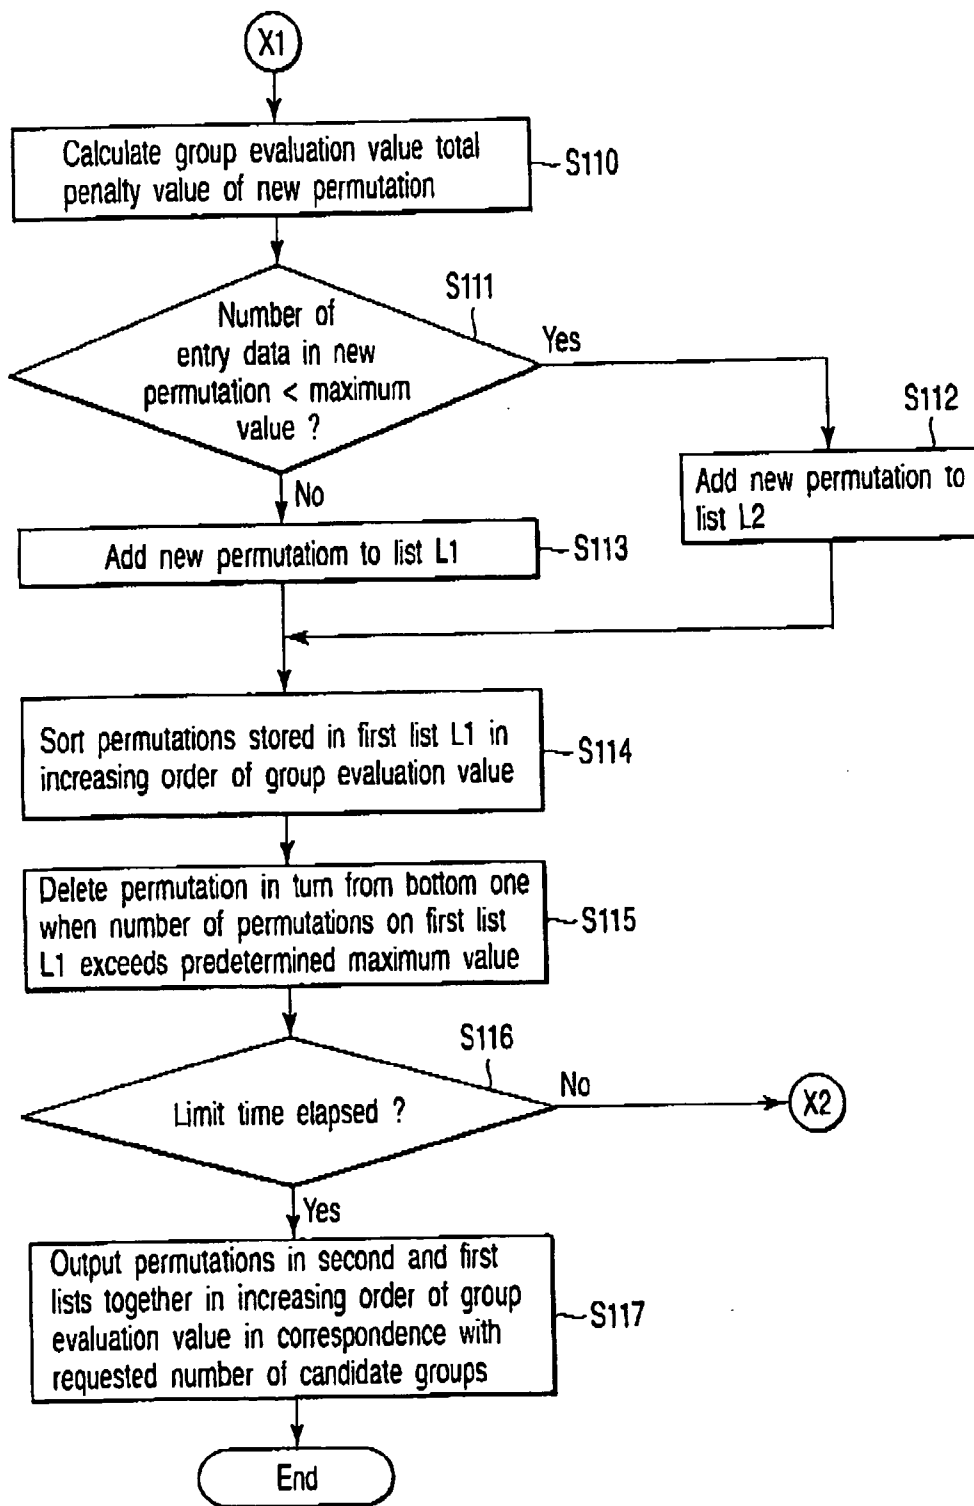 X1
Calculate group evaluation value total
penalty value of new permutation
S110
S111
Number of
entry data in new
permutation < maximum
value ?
Yes
S112
Add new permutation to
list L2
No
Add new permutatiom to list L1
S113
Sort permutations stored in first list L1 in
increasing order of group evaluation value
S114
Delete permutation in turn from bottom one
when number of permutations on first list
L1 exceeds predetermined maximum value
S115
S116
Limit time elapsed ?
No
X2
Yes
Output permutations in second and first
lists together in increasing order of group
evaluation value in correspondence with
requested number of candidate groups
S117
End